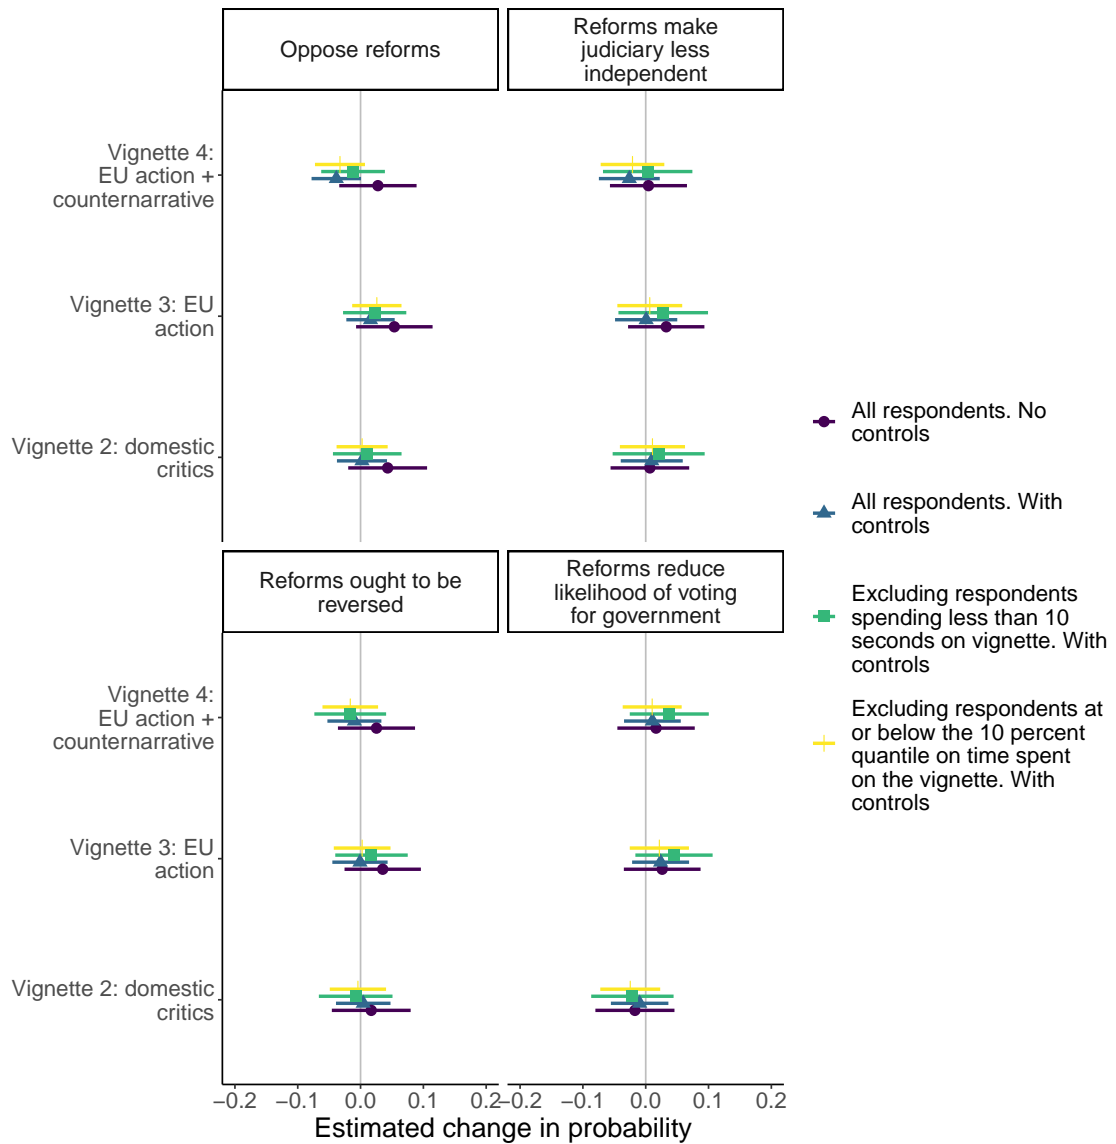 Oppose reforms
Reforms make
judiciary less
independent
Vignette 4:
EU action +
counternarrative
Vignette 3: EU
action
Vignette 2: domestic
critics
Reforms ought to be
reversed
Reforms reduce
likelihood of voting
for government
Vignette 4:
EU action +
counternarrative
Vignette 3: EU
action
Vignette 2: domestic
critics
−0.2 −0.1 0.0 0.1 0.2
−0.2 −0.1 0.0 0.1 0.2
Estimated change in probability
All respondents. No
controls
All respondents. With
controls
Excluding respondents
spending less than 10
seconds on vignette. With
controls
Excluding respondents at
or below the 10 percent
quantile on time spent
on the vignette. With
controls